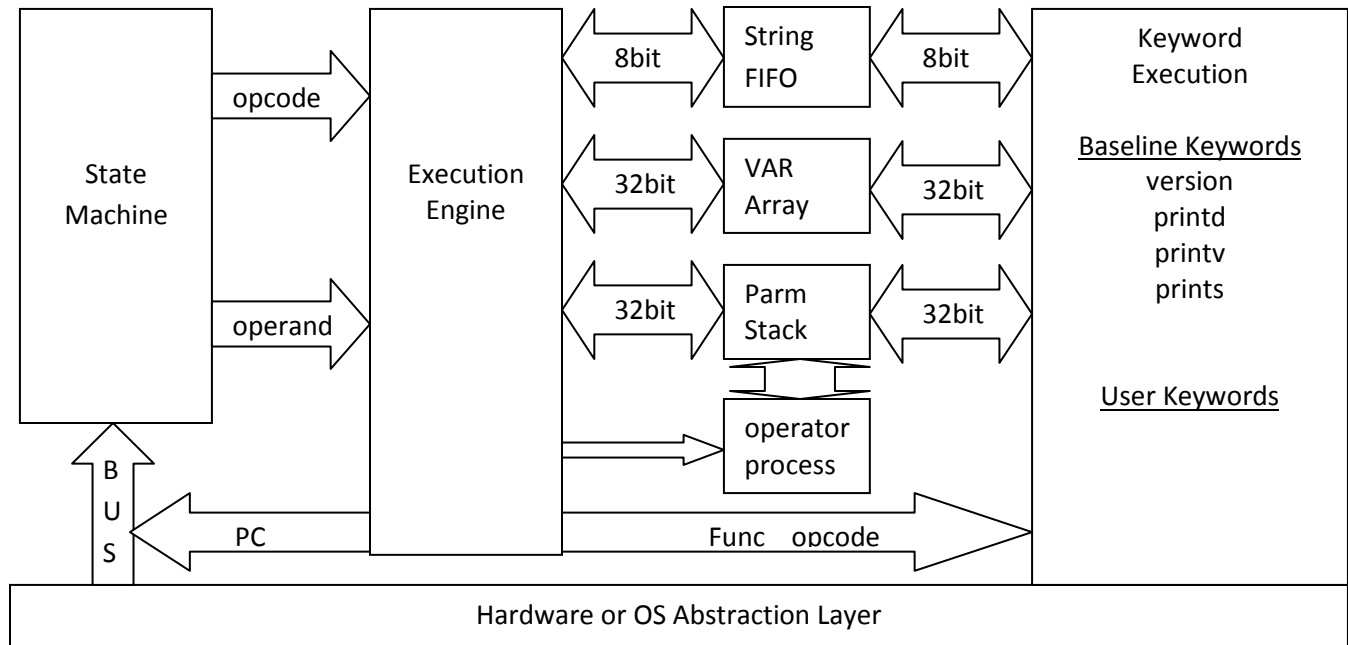 State
Machine
opcode
operand
Execution
Engine
8bit
String
FIFO
8bit
32bit
VAR
Array
32bit
32bit
Parm
Stack
32bit
operator
process
Keyword
Execution
Baseline Keywords
version
printd
printv
prints
User Keywords
B
U
S
PC
Func opcode
Hardware or OS Abstraction Layer